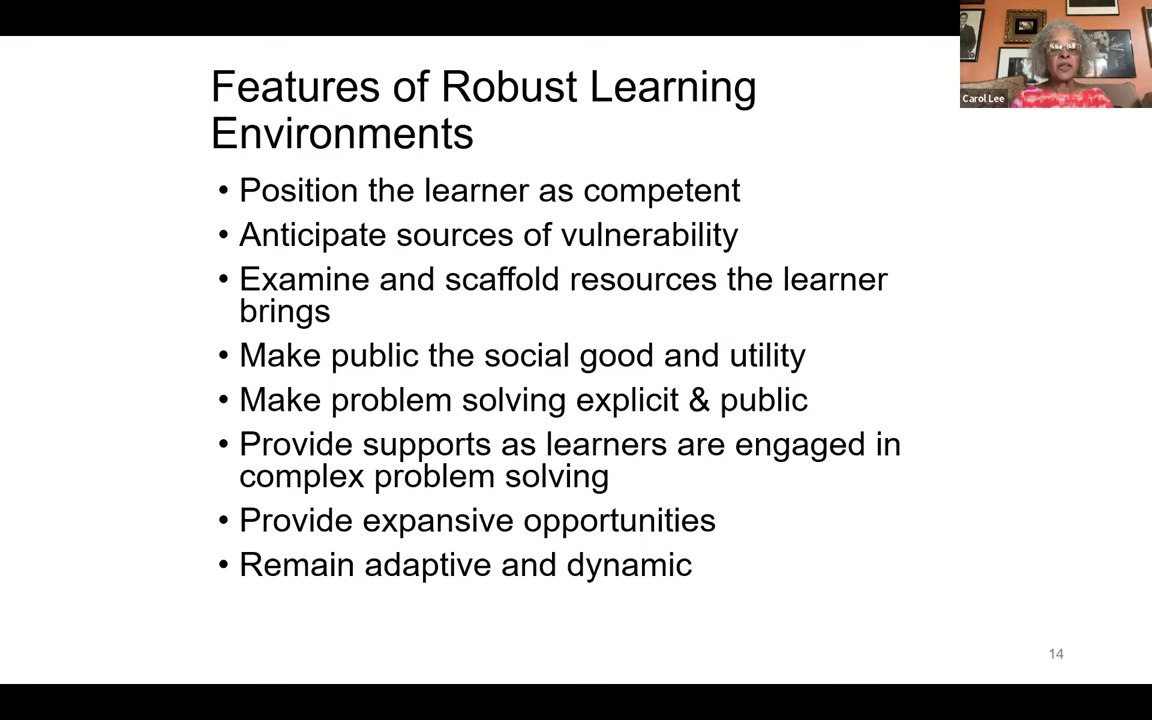 Features of Robust Learning
Environments
• Position the learner as competent
• Anticipate sources of vulnerability
• Examine and scaffold resources the learner
brings
• Make public the social good and utility
• Make problem solving explicit & public
• Provide supports as learners are engaged in
complex problem solving
• Provide expansive opportunities
• Remain adaptive and dynamic
14
Carol Lee